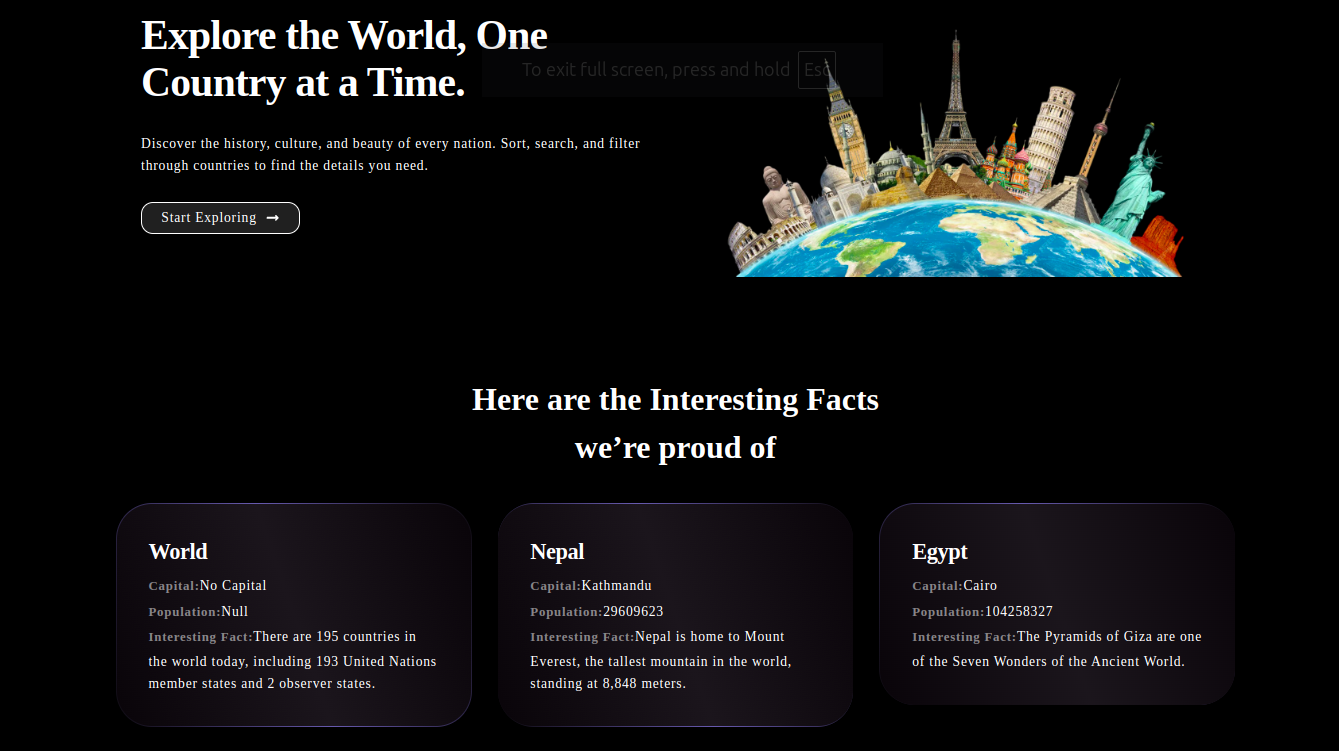 Explore the World, One
Country at a Time.
To exit full screen, press and hold Esc
Discover the history, culture, and beauty of every nation. Sort, search, and filter
through countries to find the details you need.
Start Exploring
Here are the Interesting Facts
we’re proud of
World
Capital:No Capital
Population:Null
Interesting Fact:There are 195 countries in
the world today, including 193 United Nations
member states and 2 observer states.
Nepal
Capital:Kathmandu
Population:29609623
Interesting Fact:Nepal is home to Mount
Everest, the tallest mountain in the world,
standing at 8,848 meters.
Egypt
Capital:Cairo
Population:104258327
Interesting Fact:The Pyramids of Giza are one
of the Seven Wonders of the Ancient World.